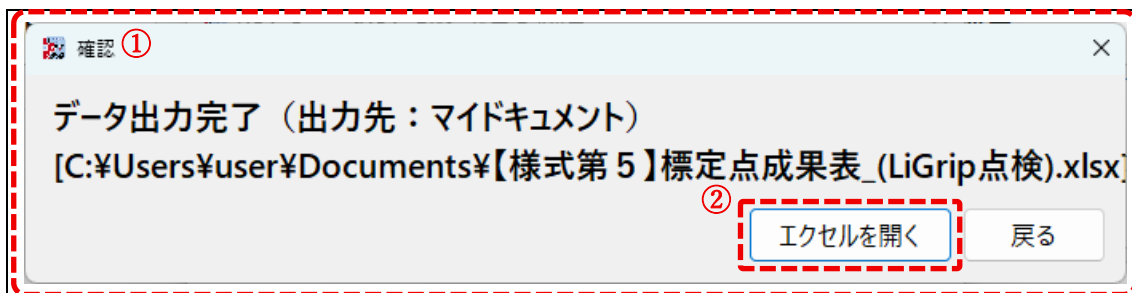 確認 ①
データ出力完了（出力先：マイドキュメント）
[C:¥Users¥user¥Documents¥【様式第５】標定点成果表_(LiGrip点検).xlsx]
②
エクセルを開く 戻る